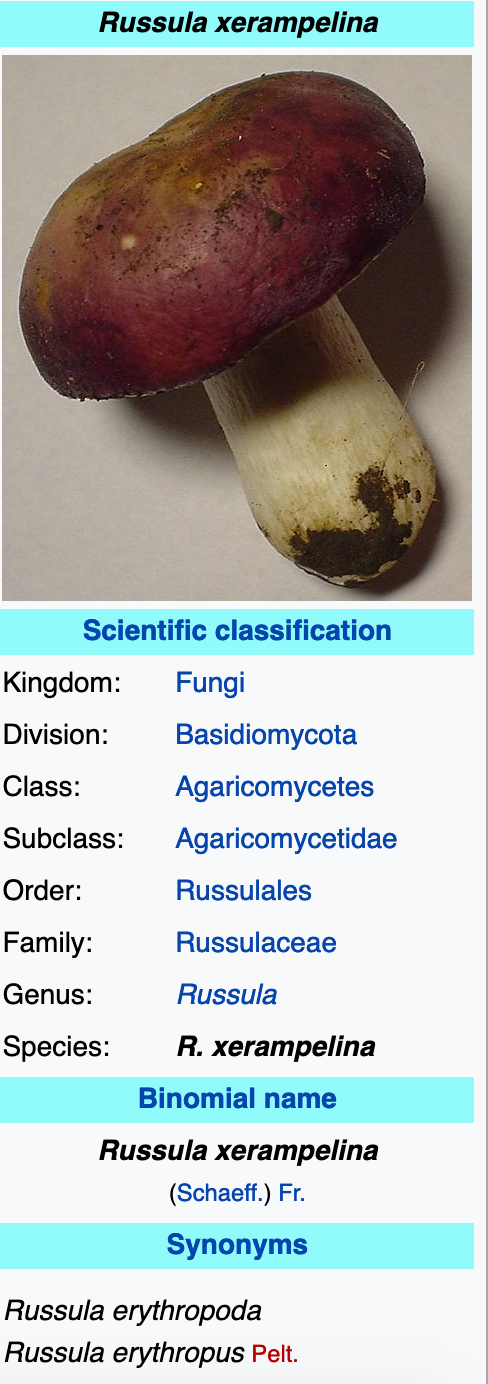 Russula xerampelina
Scientific classification
Kingdom: Fungi
Division: Basidiomycota
Class: Agaricomycetes
Subclass: Agaricomycetidae
Order: Russulales
Family: Russulaceae
Genus: Russula
Species: R. xerampelina
Binomial name
Russula xerampelina
(Schaeff.) Fr.
Synonyms
Russula erythropoda
Russula erythropus Pelt.